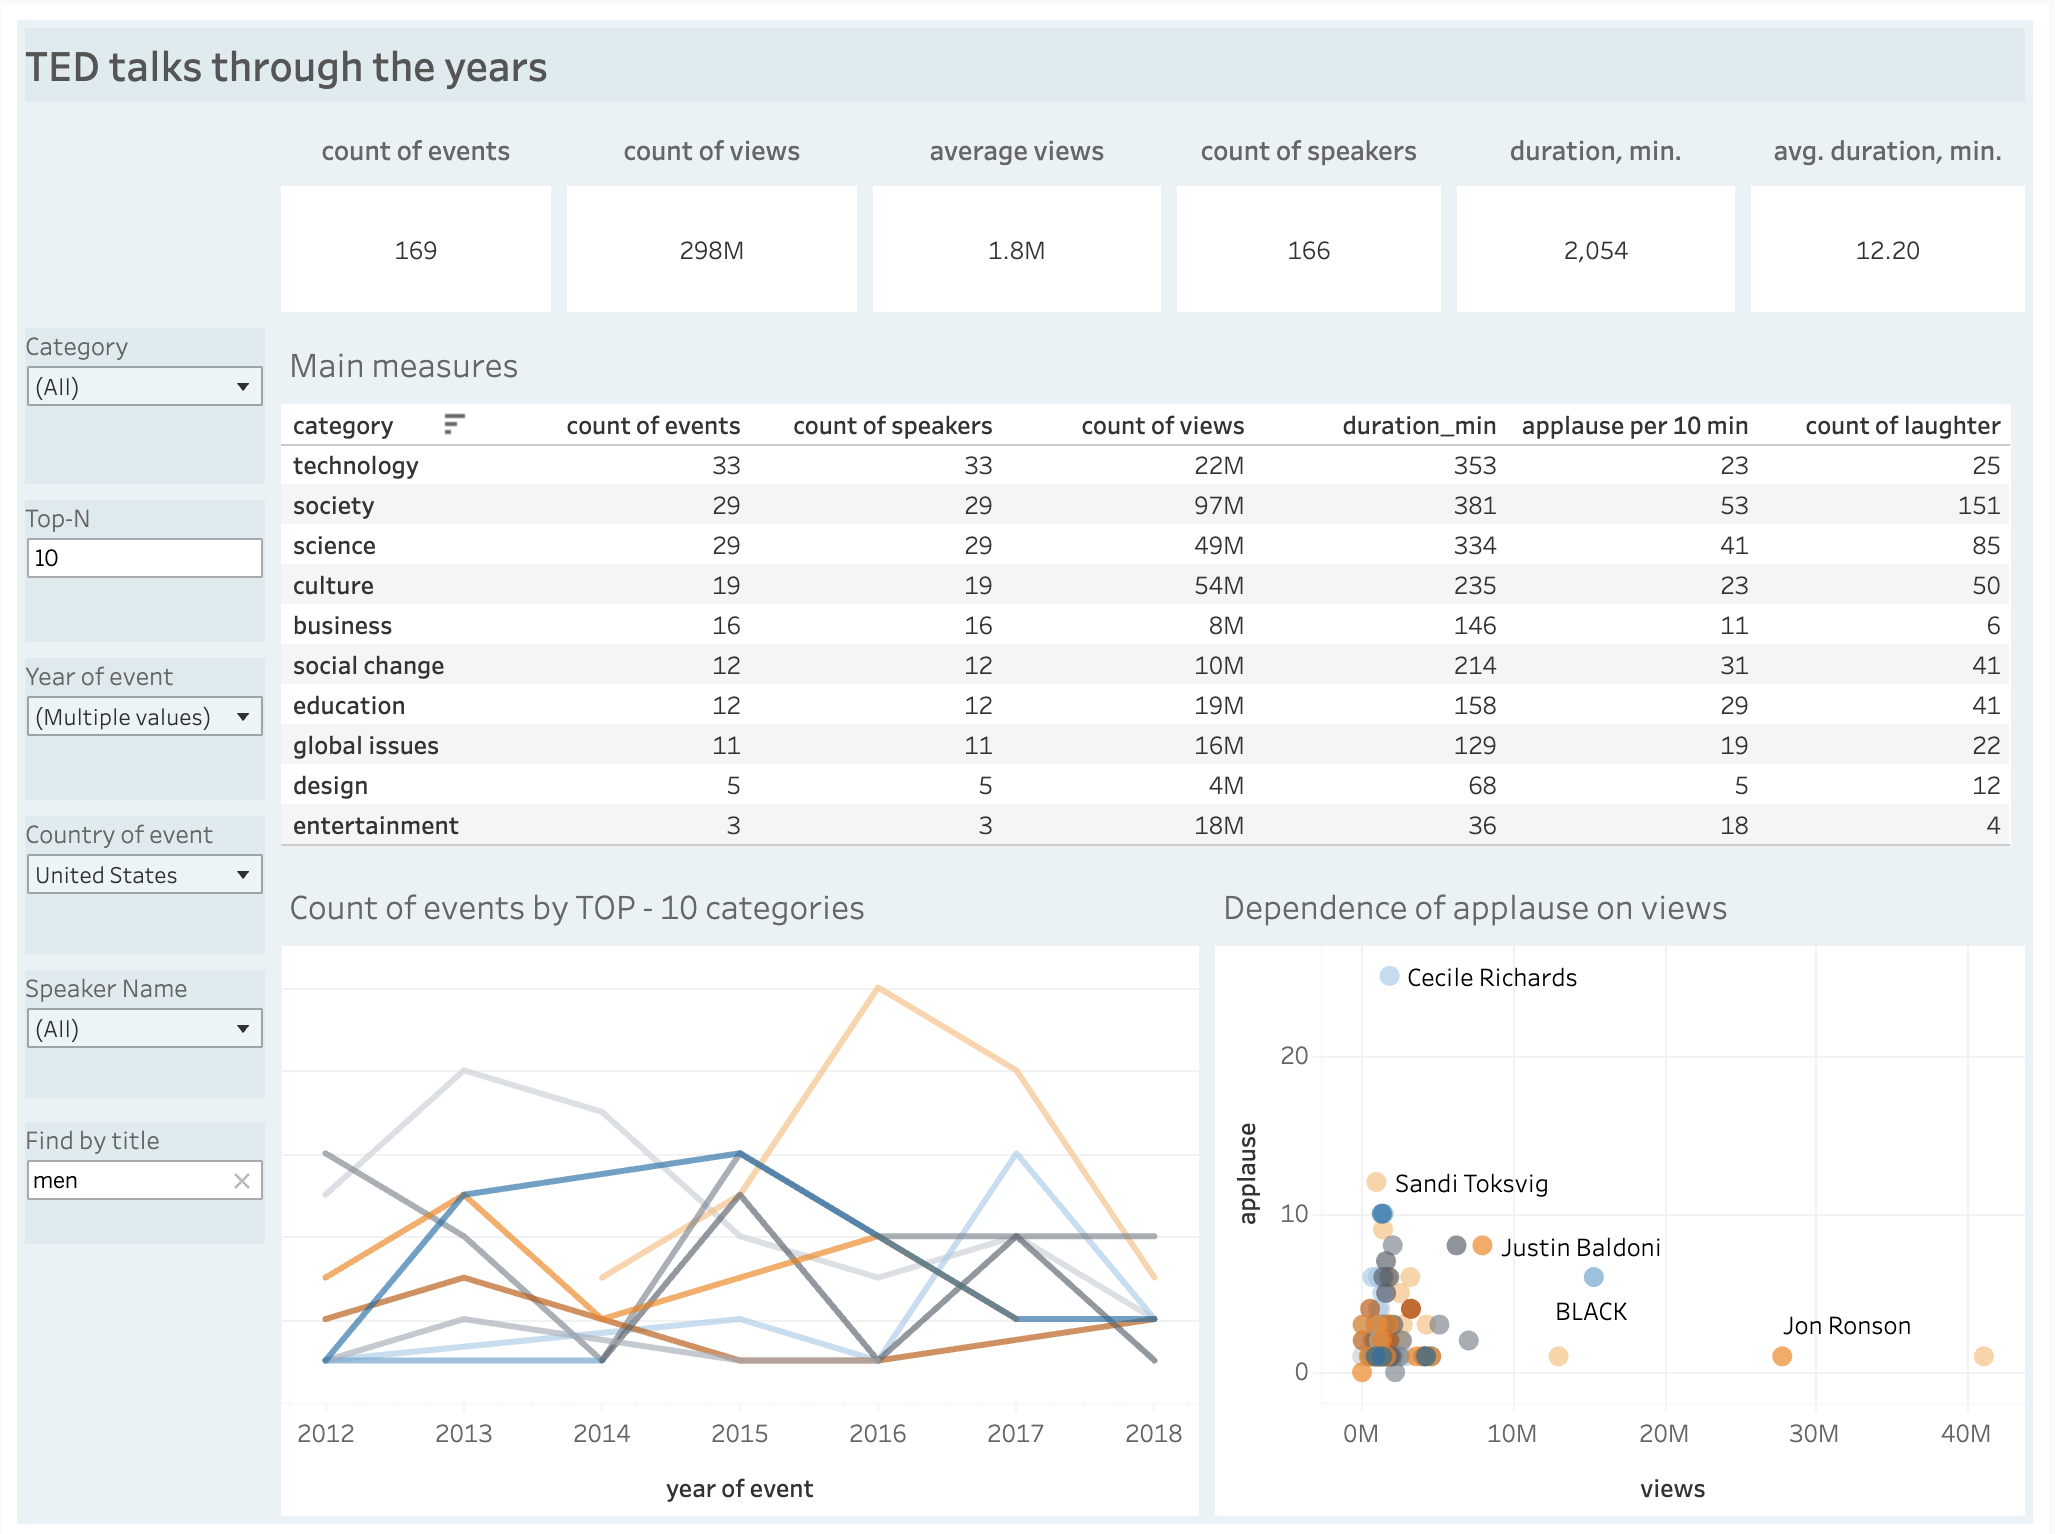 TED talks through the years
count of events count of views average views count of speakers duration, min. avg. duration, min.
169 298M 1.8M 166 2,054 12.20
Category
(All)
Top-N
10
Year of event
(Multiple values)
Country of event
United States
Speaker Name
(All)
Find by title
men
Main measures
category count of events count of speakers count of views duration_min applause per 10 min count of laughter
technology 33 33 22M 353 23 25
society 29 29 97M 381 53 151
science 29 29 49M 334 41 85
culture 19 19 54M 235 23 50
business 16 16 8M 146 11 6
social change 12 12 10M 214 31 41
education 12 12 19M 158 29 41
global issues 11 11 16M 129 19 22
design 5 5 4M 68 5 12
entertainment 3 3 18M 36 18 4
Count of events by TOP - 10 categories
2012 2013 2014 2015 2016 2017 2018
year of event
Dependence of applause on views
Cecile Richards
20
Sandi Toksvig
10
Justin Baldoni
BLACK
Jon Ronson
0
applause
0M 10M 20M 30M 40M
views